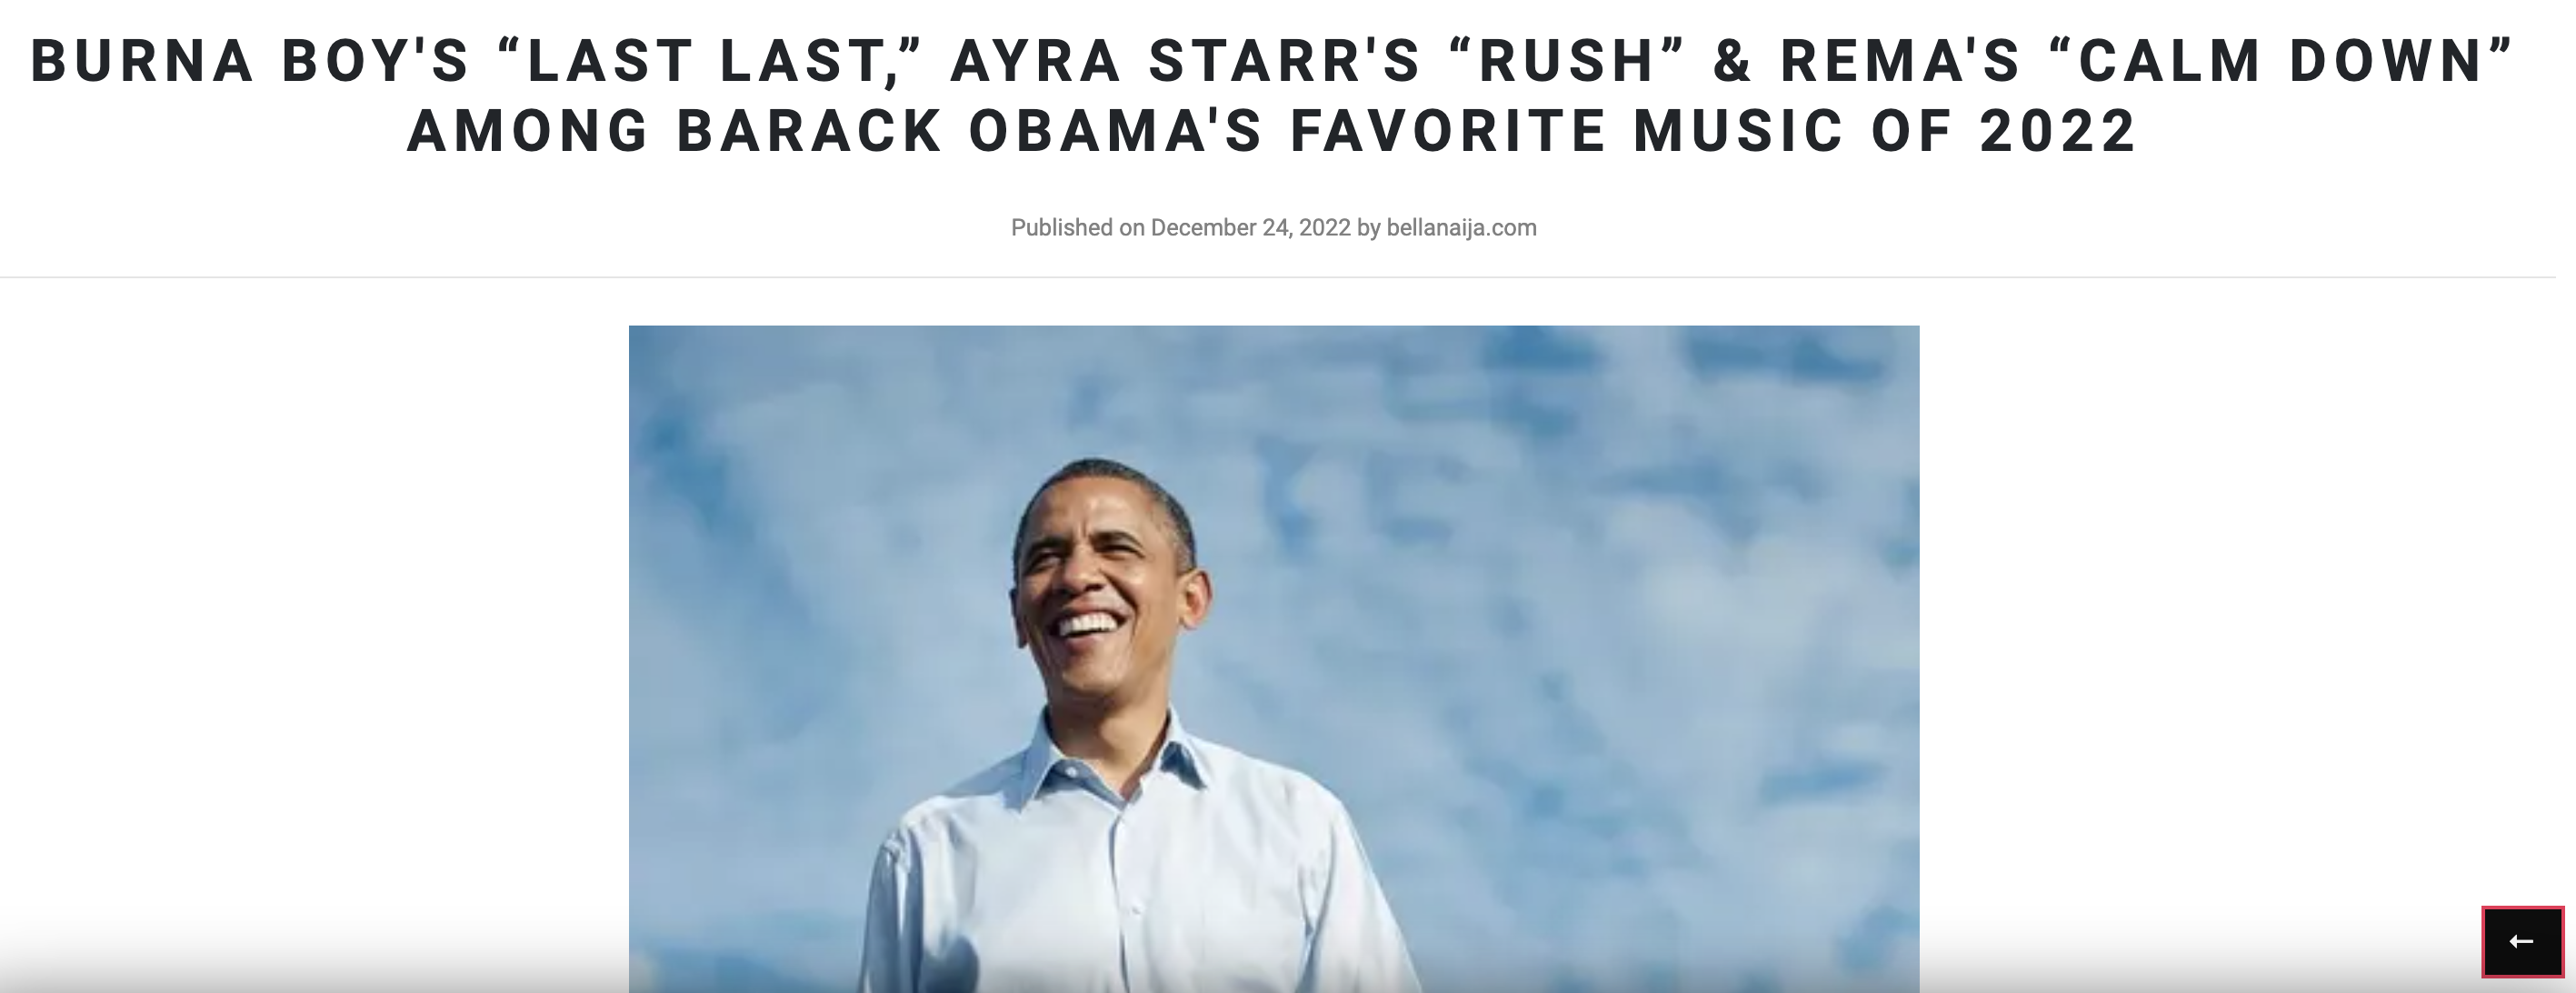 BURNA BOY'S “LAST LAST,” AYRA STARR'S “RUSH” & REMA'S “CALM DOWN”
AMONG BARACK OBAMA'S FAVORITE MUSIC OF 2022
Published on December 24, 2022 by bellanaija.com